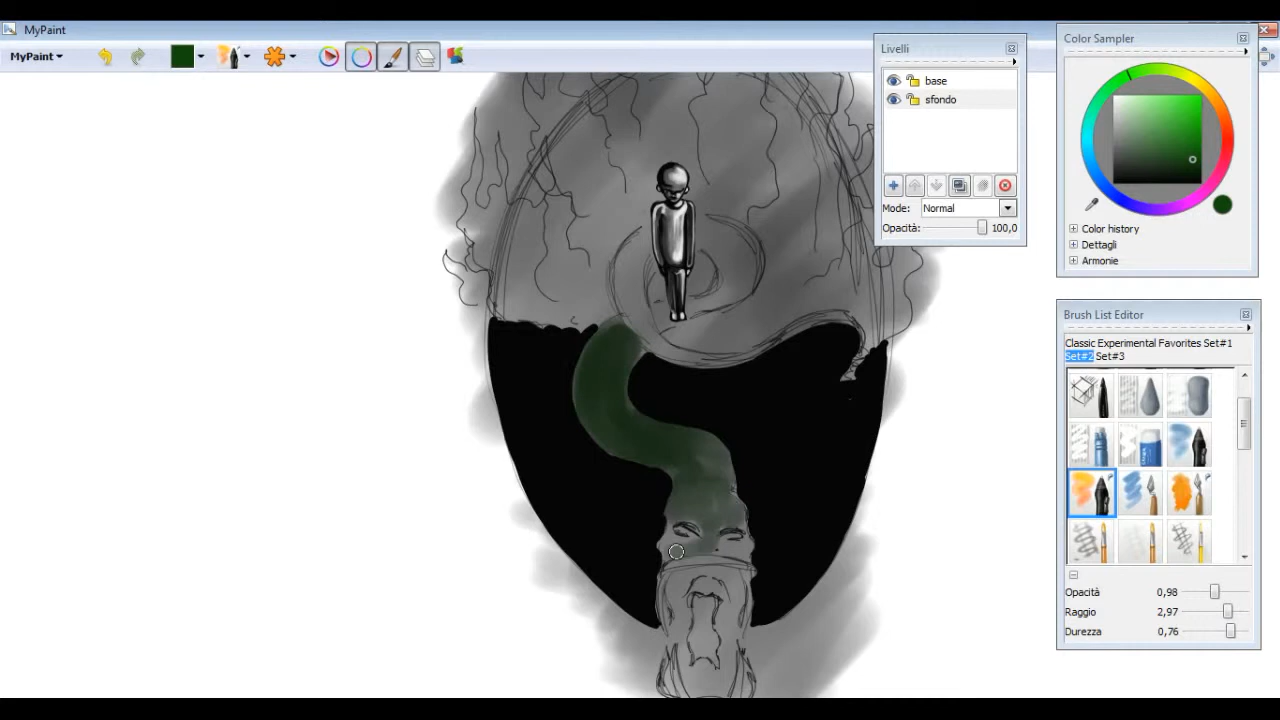 MyPaint
MyPaint
Livelli
base
sfondo
Mode: Normal
Opacità: 100,0
Color Sampler
Color history
Dettagli
Armonie
Brush List Editor
Classic Experimental Favorites Set#1
Set#2 Set#3
Opacità 0,98
Raggio 2,97
Durezza 0,76